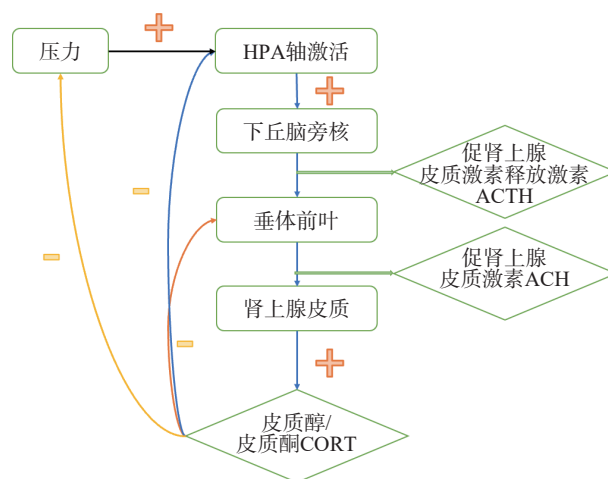 压力
HPA轴激活
下丘脑旁核
促肾上腺
皮质激素释放激素
ACTH
垂体前叶
促肾上腺
皮质激素ACH
肾上腺皮质
皮质醇/
皮质酮CORT